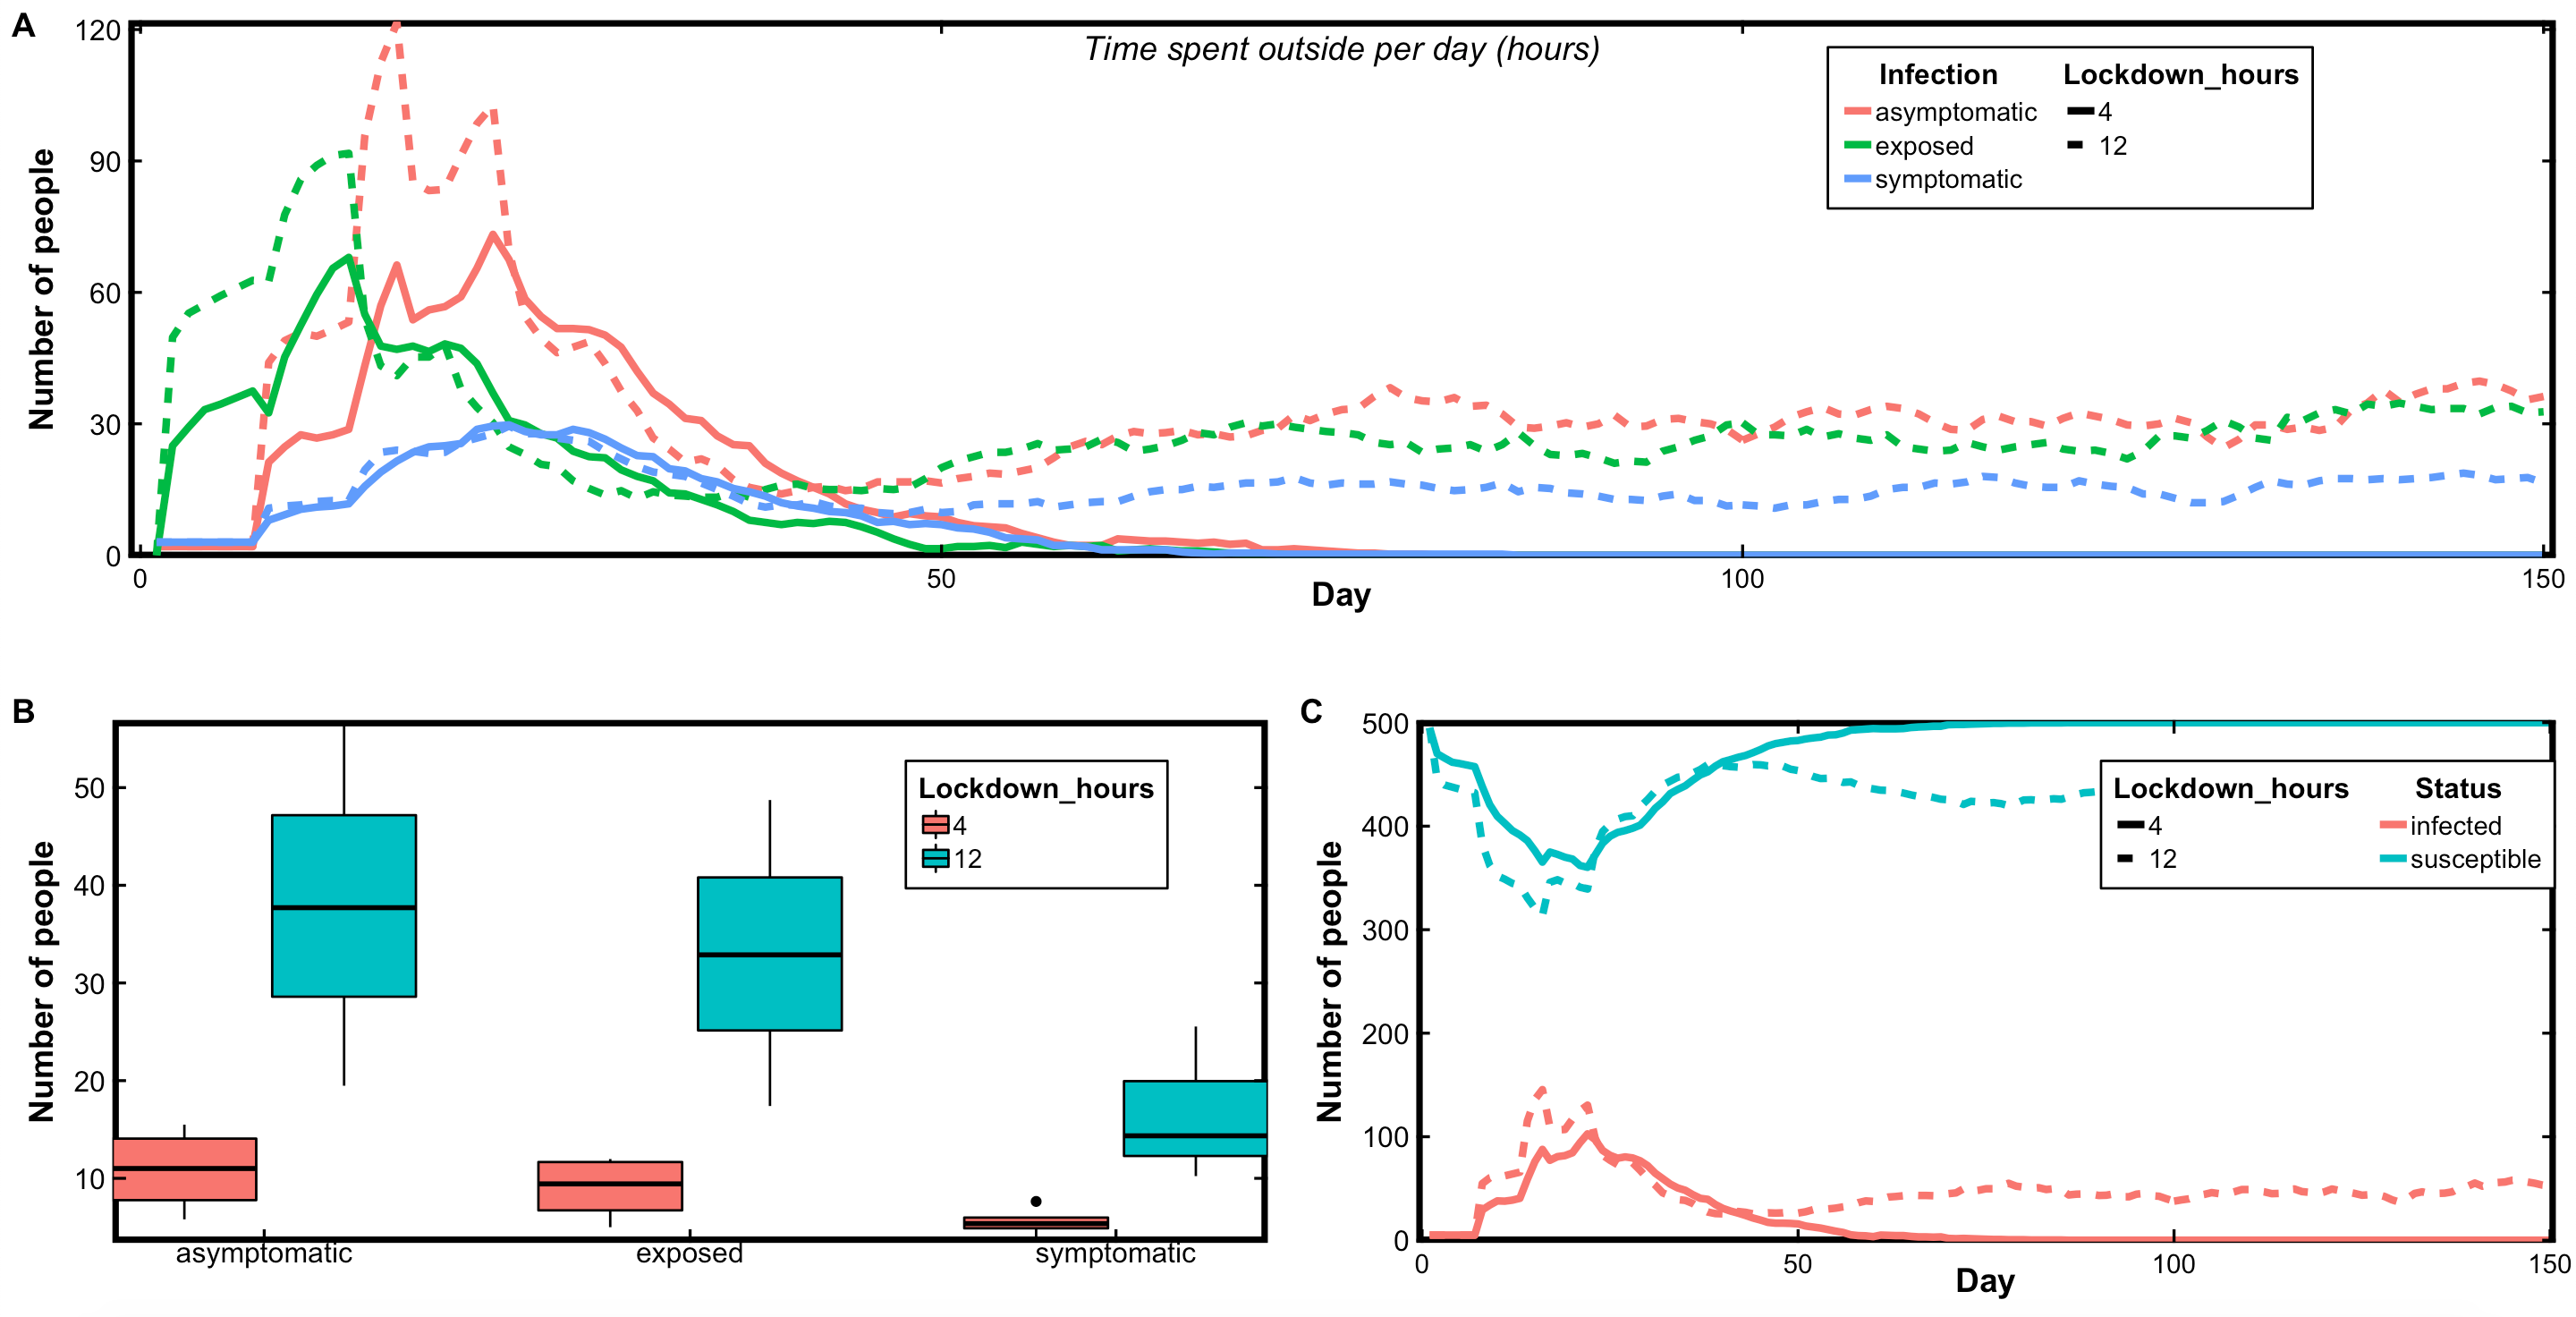 A
Time spent outside per day (hours)
Number of people
120
90
60
30
0
Infection Lockdown_hours
asymptomatic 4
exposed 12
symptomatic
0 50 100 150
Day
B
Number of people
50
40
30
20
10
Lockdown_hours
4
12
asymptomatic exposed symptomatic
C
Number of people
500
400
300
200
100
0
Lockdown_hours Status
4 infected
12 susceptible
0 50 100 150
Day